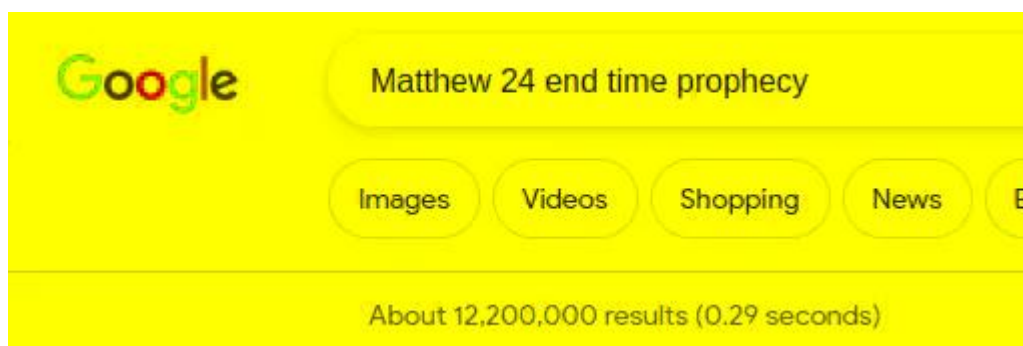 Google
Matthew 24 end time prophecy
Images Videos Shopping News
About 12,200,000 results (0.29 seconds)